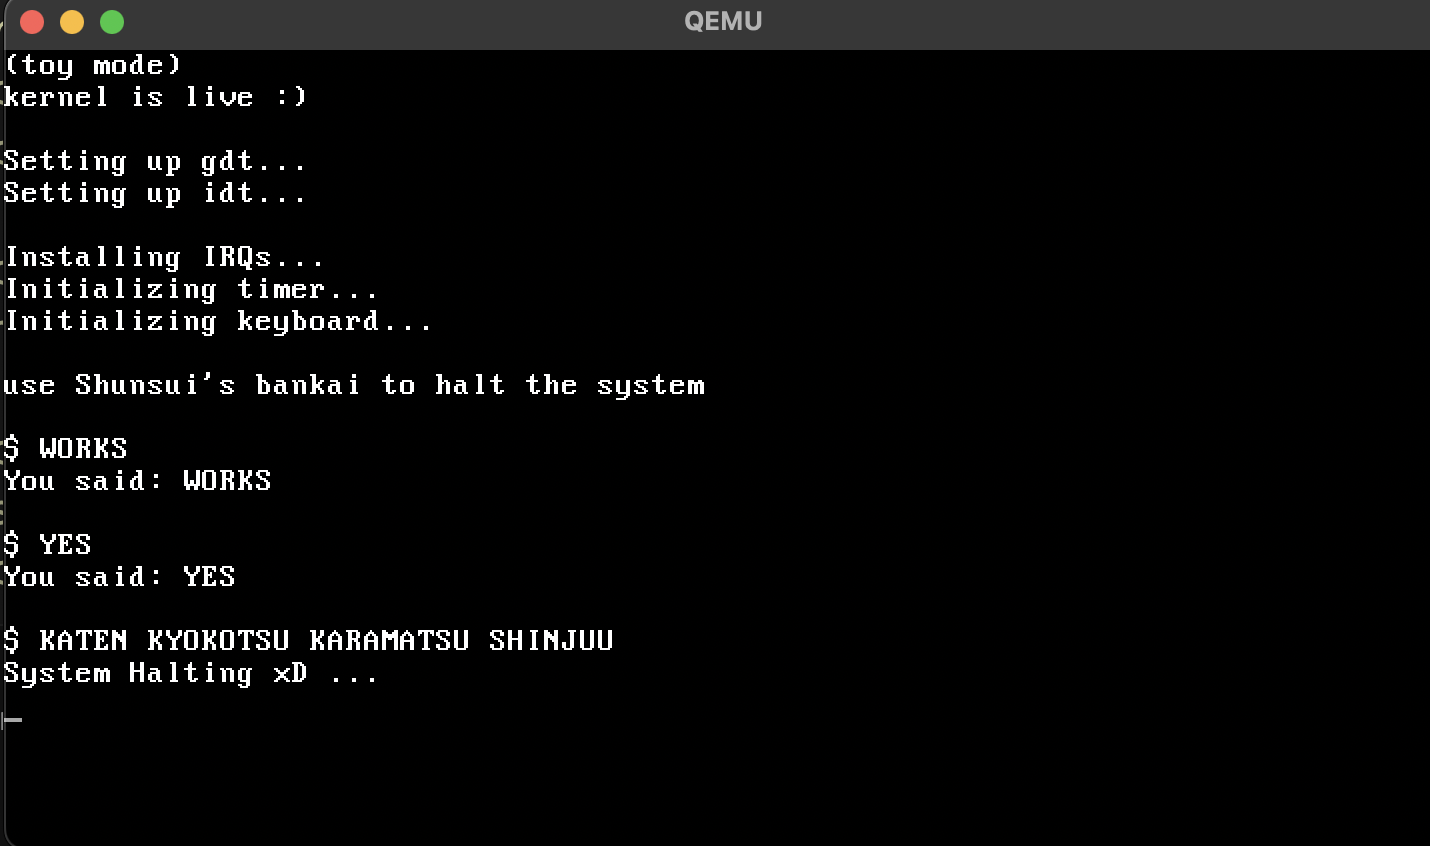 QEMU
(toy mode)
kernel is live :)
Setting up gdt...
Setting up idt...
Installing IRQs...
Initializing timer...
Initializing keyboard...
use Shunsui's bankai to halt the system
$ WORKS
You said: WORKS
$ YES
You said: YES
$ KATEN KYOKOTSU KARAMATSU SHINJUU
System Halting xD ...